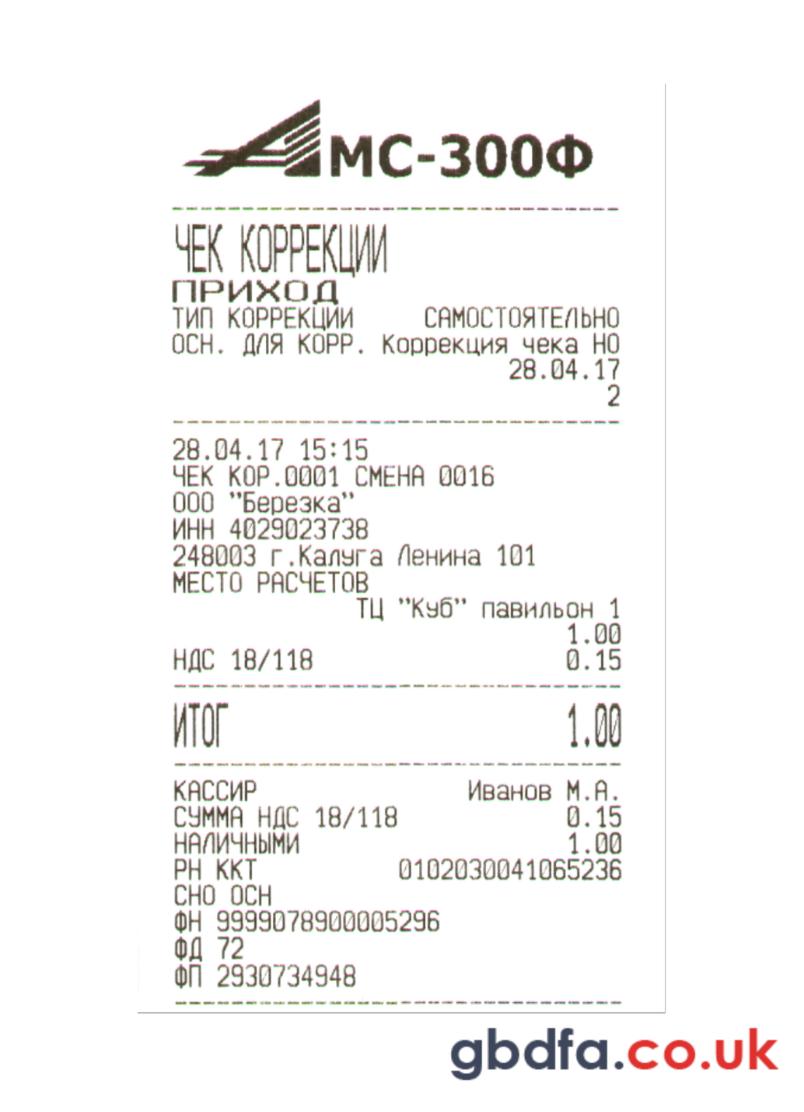 АМС-300Ф
ЧЕК КОРРЕКЦИИ
ПРИХОД
ТИП КОРРЕКЦИИ САМОСТОЯТЕЛЬНО
ОСН. ДЛЯ КОРР. Коррекция чека НО
28.04.17
2
28.04.17 15:15
ЧЕК КОР.0001 СМЕНА 0016
ООО "Березка"
ИНН 4029023738
248003 г.Калуга Ленина 101
МЕСТО РАСЧЕТОВ
ТЦ "Куб" павильон 1
1.00
НДС 18/118 0.15
ИТОГ 1.00
КАССИР Иванов М.А.
СУММА НДС 18/118 0.15
НАЛИЧНЫМИ 1.00
РН ККТ 0102030041065236
СНО ОСН
ФН 9999078900005296
ФД 72
ФП 2930734948
gbdfa.co.uk